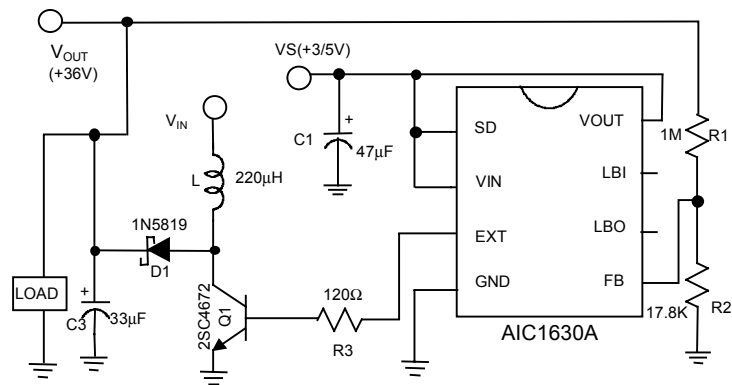 VOUT
(+36V)
VS(+3/5V)
VIN
L
220μH
C1
+
47μF
SD
VIN
EXT
GND
VOUT
LBI
LBO
FB
AIC1630A
1M
R1
R2
17.8K
1N5819
D1
LOAD
+
C3
33μF
2SC4672
Q1
120Ω
R3